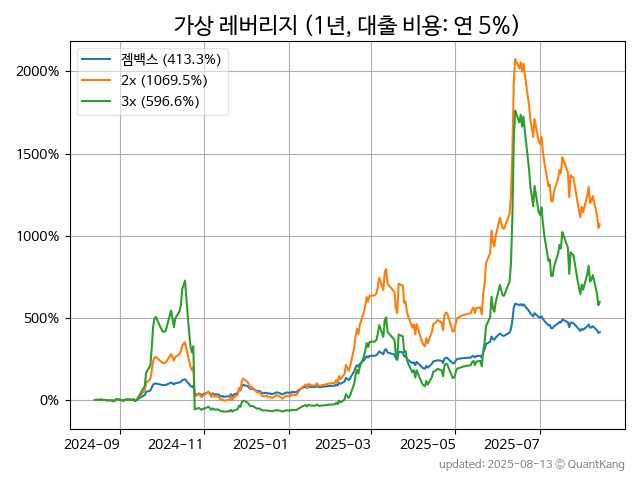 가상 레버리지 (1년, 대출 비용: 연 5%)
젬백스 (413.3%)
2x (1069.5%)
3x (596.6%)
2000%
1500%
1000%
500%
0%
2024-09 2024-11 2025-01 2025-03 2025-05 2025-07
updated: 2025-08-13 © QuantKang